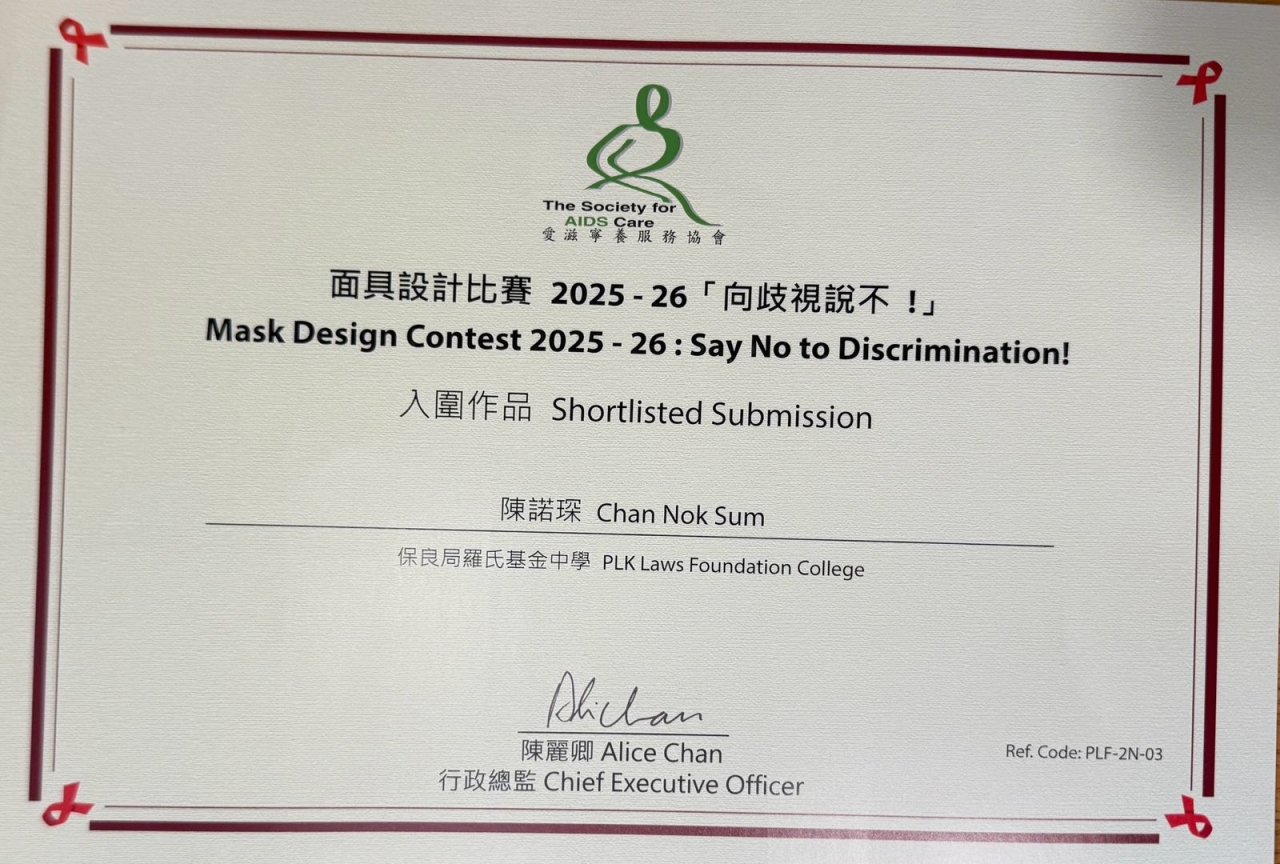 The Society for
AIDS Care
愛滋寧養服務協會
面具設計比賽 2025 - 26「向歧視說不 !」
Mask Design Contest 2025 - 26 : Say No to Discrimination!
入圍作品 Shortlisted Submission
陳諾琛 Chan Nok Sum
保良局羅氏基金中學 PLK Laws Foundation College
Ali Chan
陳麗卿 Alice Chan
行政總監 Chief Executive Officer
Ref. Code: PLF-2N-03